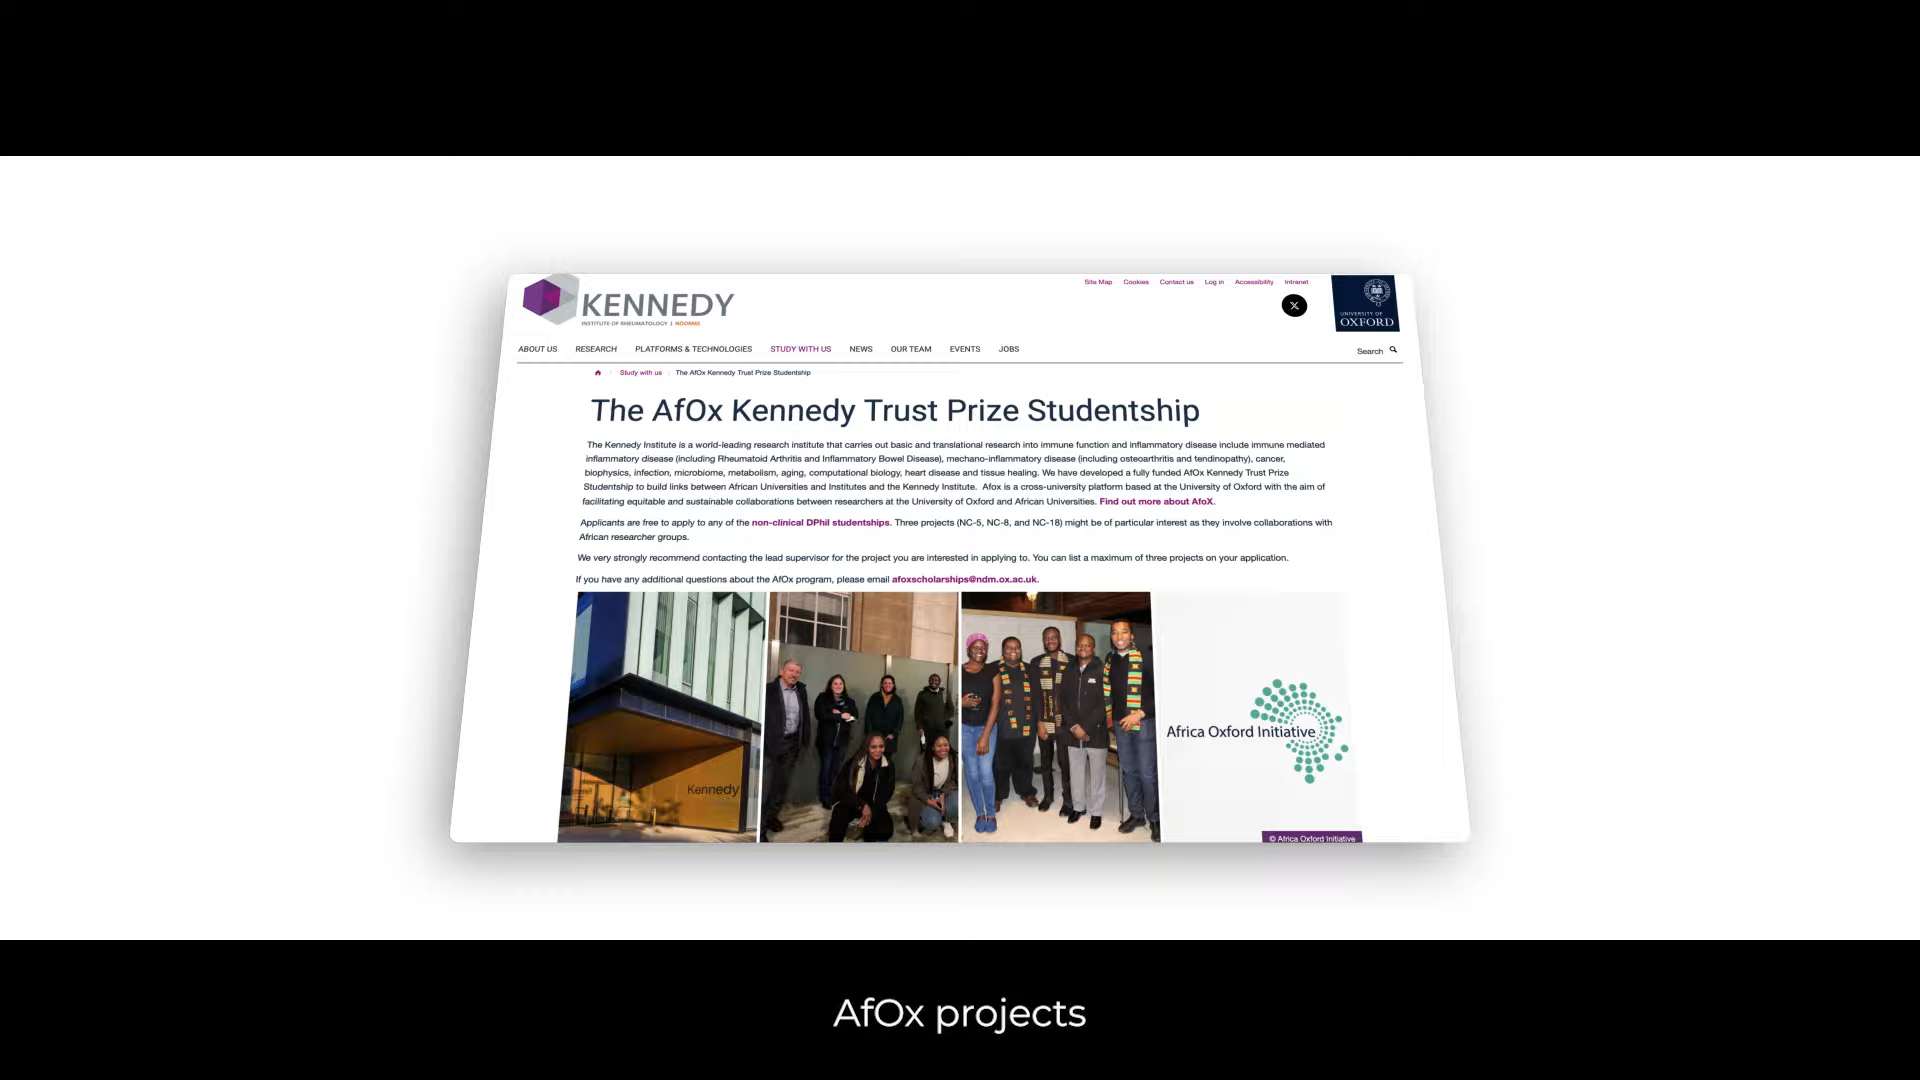 KENNEDY
INSTITUTE OF RHEUMATOLOGY | NDORMS
Site Map Cookies Contact us Log in Accessibility Intranet
X
UNIVERSITY OF
OXFORD
ABOUT US RESEARCH PLATFORMS & TECHNOLOGIES STUDY WITH US NEWS OUR TEAM EVENTS JOBS
Search
Study with us The AfOx Kennedy Trust Prize Studentship
The AfOx Kennedy Trust Prize Studentship
The Kennedy Institute is a world-leading research institute that carries out basic and translational research into immune function and inflammatory disease include immune mediated
inflammatory disease (including Rheumatoid Arthritis and Inflammatory Bowel Disease), mechano-inflammatory disease (including osteoarthritis and tendinopathy), cancer,
biophysics, infection, microbiome, metabolism, aging, computational biology, heart disease and tissue healing. We have developed a fully funded AfOx Kennedy Trust Prize
Studentship to build links between African Universities and Institutes and the Kennedy Institute. Afox is a cross-university platform based at the University of Oxford with the aim of
facilitating equitable and sustainable collaborations between researchers at the University of Oxford and African Universities. Find out more about AfoX.
Applicants are free to apply to any of the non-clinical DPhil studentships. Three projects (NC-5, NC-8, and NC-18) might be of particular interest as they involve collaborations with
African researcher groups.
We very strongly recommend contacting the lead supervisor for the project you are interested in applying to. You can list a maximum of three projects on your application.
If you have any additional questions about the AfOx program, please email afoxscholarships@ndm.ox.ac.uk.
Kennedy
Africa Oxford Initiative
© Africa Oxford Initiative
AfOx projects